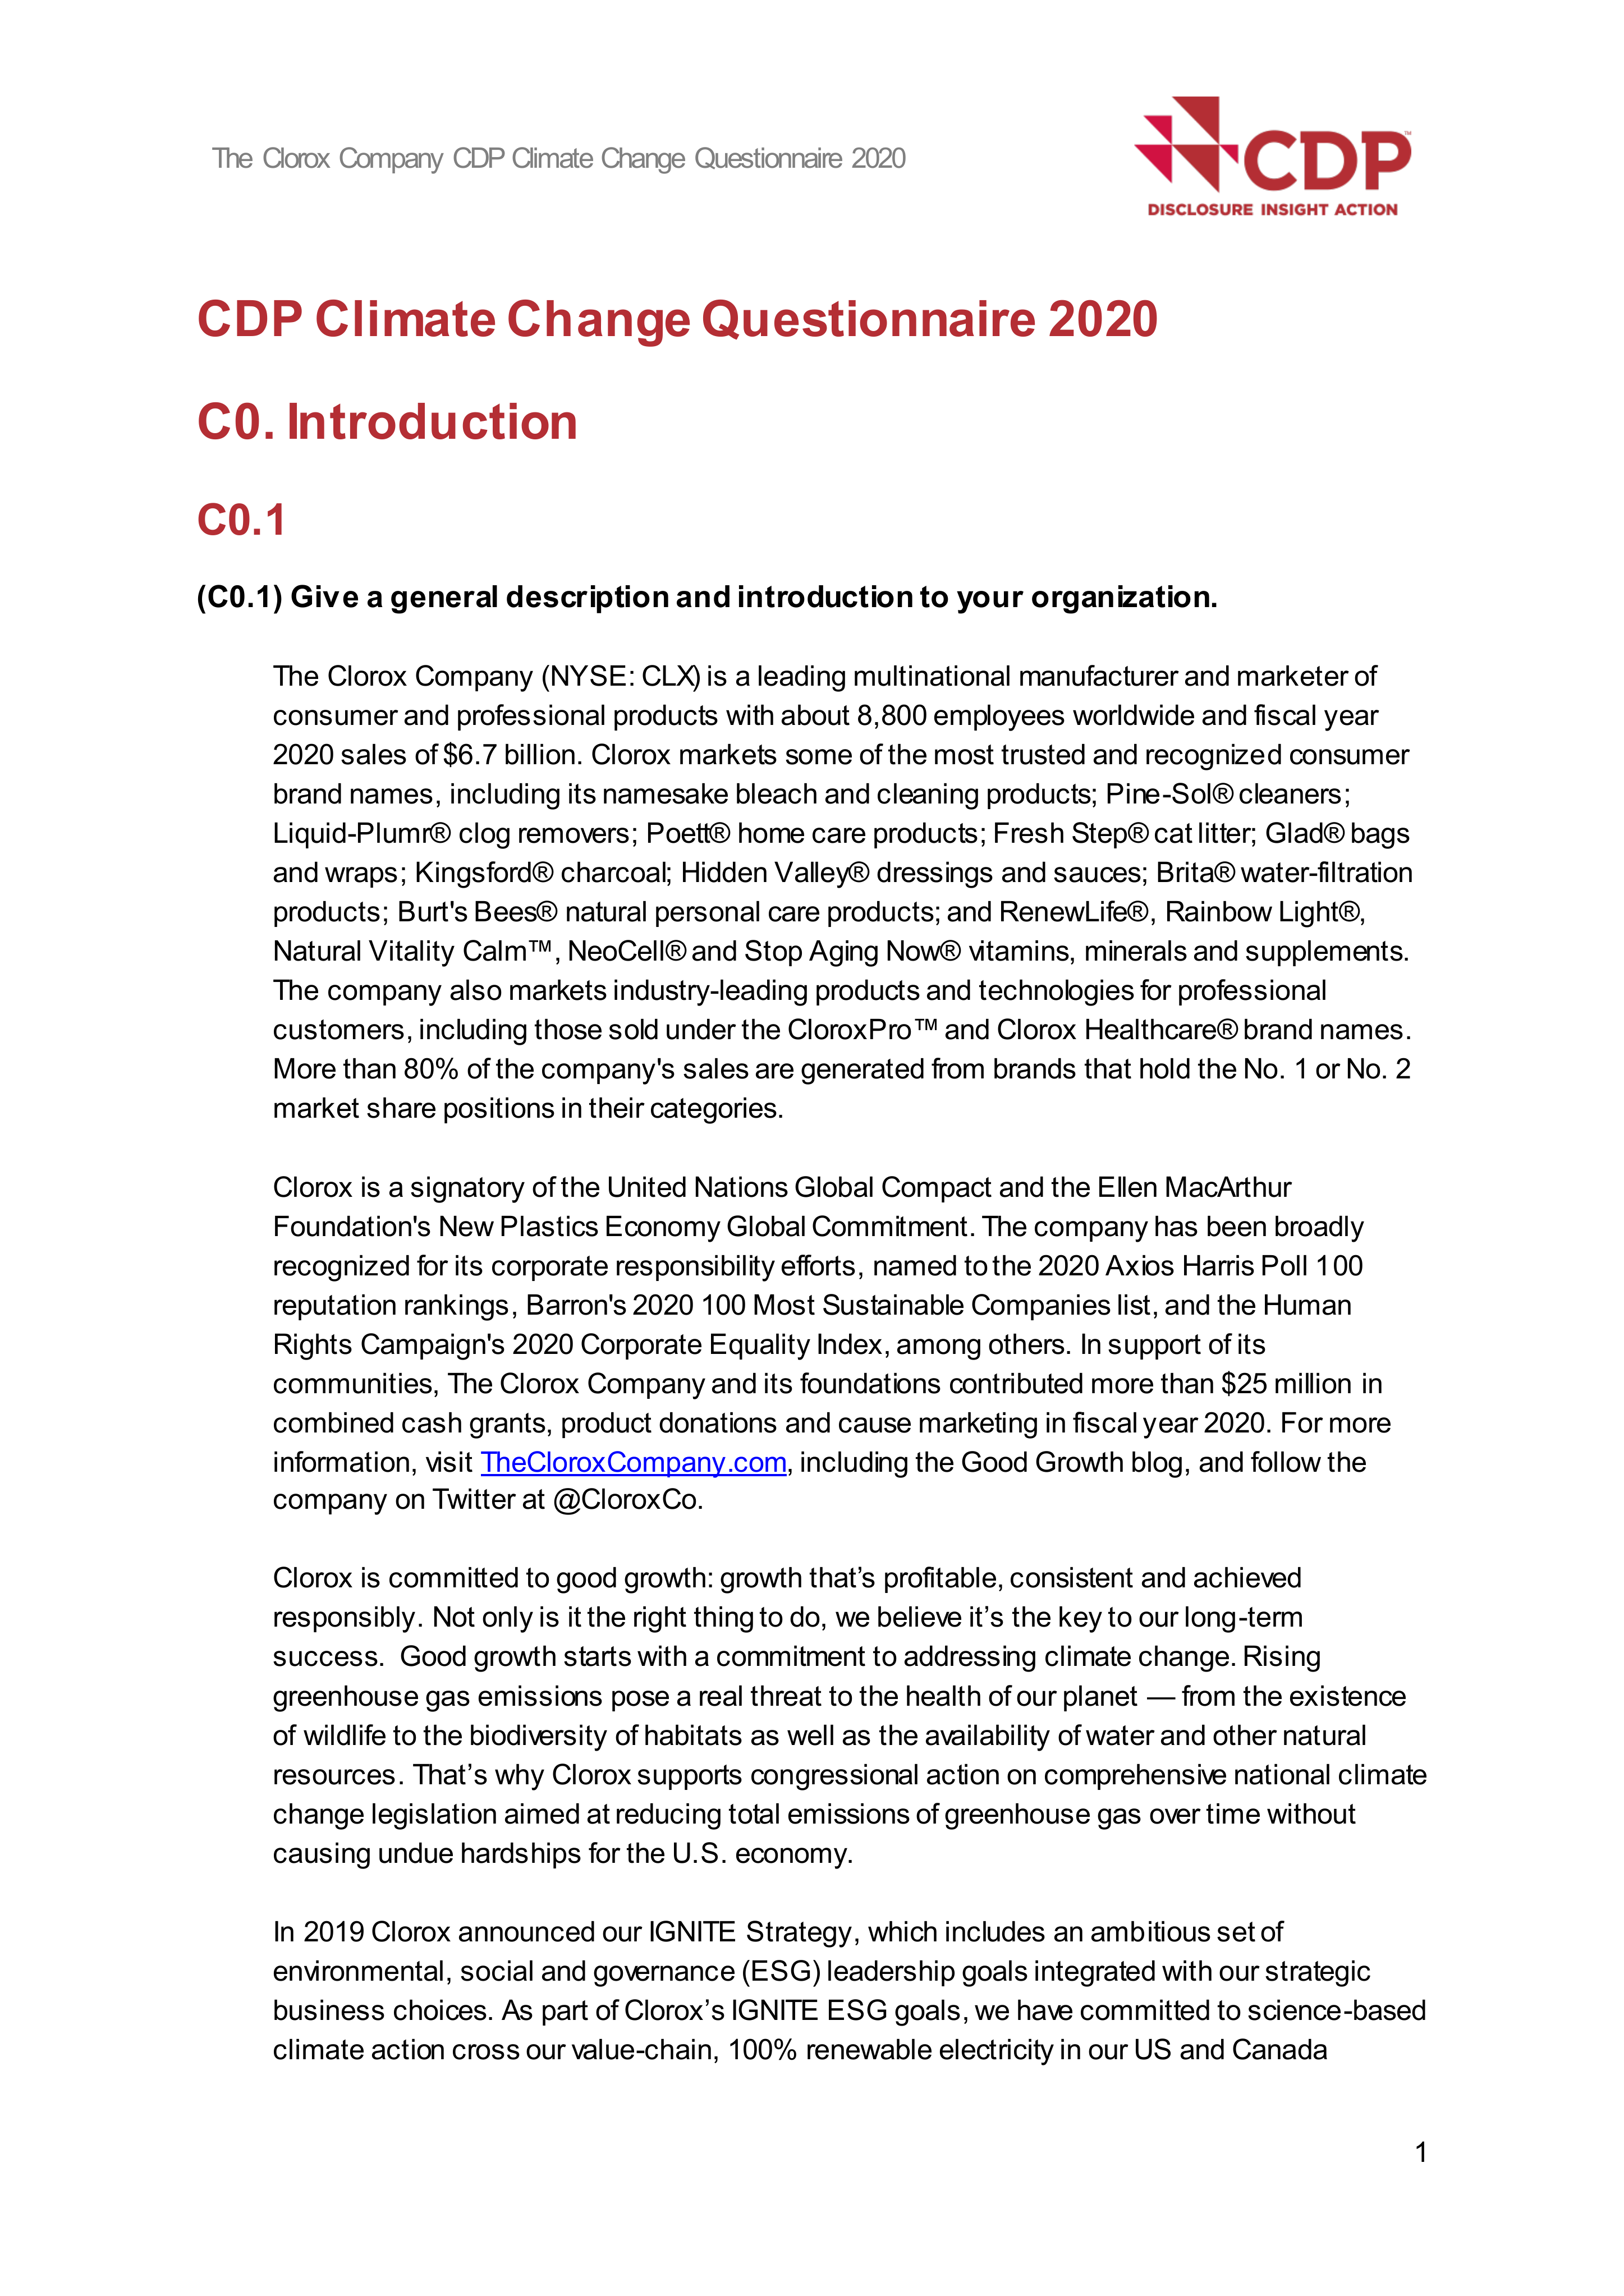 The Clorox Company CDP Climate Change Questionnaire 2020
CDP™
DISCLOSURE INSIGHT ACTION
CDP Climate Change Questionnaire 2020
C0. Introduction
C0.1
(C0.1) Give a general description and introduction to your organization.
The Clorox Company (NYSE: CLX) is a leading multinational manufacturer and marketer of
consumer and professional products with about 8,800 employees worldwide and fiscal year
2020 sales of $6.7 billion. Clorox markets some of the most trusted and recognized consumer
brand names, including its namesake bleach and cleaning products; Pine-Sol® cleaners;
Liquid-Plumr® clog removers; Poett® home care products; Fresh Step® cat litter; Glad® bags
and wraps; Kingsford® charcoal; Hidden Valley® dressings and sauces; Brita® water-filtration
products; Burt's Bees® natural personal care products; and RenewLife®, Rainbow Light®,
Natural Vitality Calm™, NeoCell® and Stop Aging Now® vitamins, minerals and supplements.
The company also markets industry-leading products and technologies for professional
customers, including those sold under the CloroxPro™ and Clorox Healthcare® brand names.
More than 80% of the company's sales are generated from brands that hold the No. 1 or No. 2
market share positions in their categories.
Clorox is a signatory of the United Nations Global Compact and the Ellen MacArthur
Foundation's New Plastics Economy Global Commitment. The company has been broadly
recognized for its corporate responsibility efforts, named to the 2020 Axios Harris Poll 100
reputation rankings, Barron's 2020 100 Most Sustainable Companies list, and the Human
Rights Campaign's 2020 Corporate Equality Index, among others. In support of its
communities, The Clorox Company and its foundations contributed more than $25 million in
combined cash grants, product donations and cause marketing in fiscal year 2020. For more
information, visit TheCloroxCompany.com, including the Good Growth blog, and follow the
company on Twitter at @CloroxCo.
Clorox is committed to good growth: growth that’s profitable, consistent and achieved
responsibly. Not only is it the right thing to do, we believe it’s the key to our long-term
success.  Good growth starts with a commitment to addressing climate change. Rising
greenhouse gas emissions pose a real threat to the health of our planet — from the existence
of wildlife to the biodiversity of habitats as well as the availability of water and other natural
resources. That’s why Clorox supports congressional action on comprehensive national climate
change legislation aimed at reducing total emissions of greenhouse gas over time without
causing undue hardships for the U.S. economy.
In 2019 Clorox announced our IGNITE Strategy, which includes an ambitious set of
environmental, social and governance (ESG) leadership goals integrated with our strategic
business choices. As part of Clorox’s IGNITE ESG goals, we have committed to science-based
climate action cross our value-chain, 100% renewable electricity in our US and Canada
1